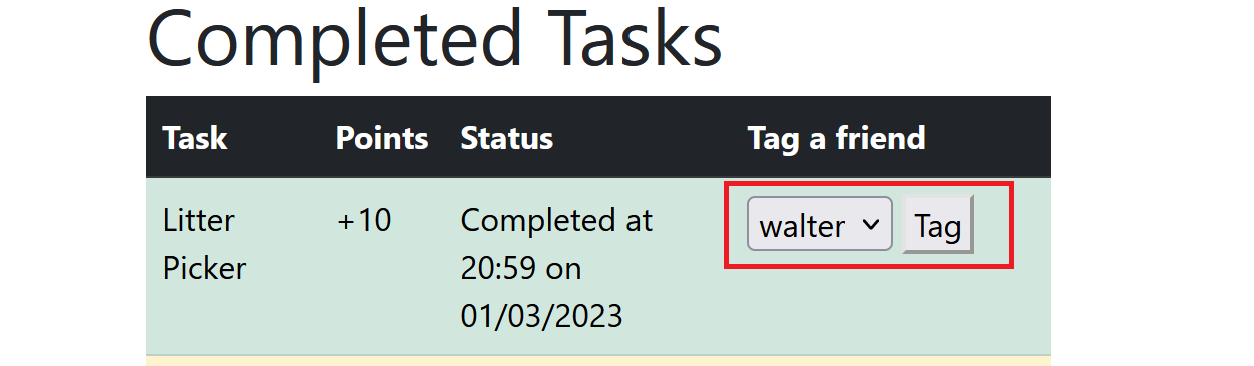 Completed Tasks
Task Points Status Tag a friend
Litter +10 Completed at walter Tag
Picker 20:59 on
01/03/2023